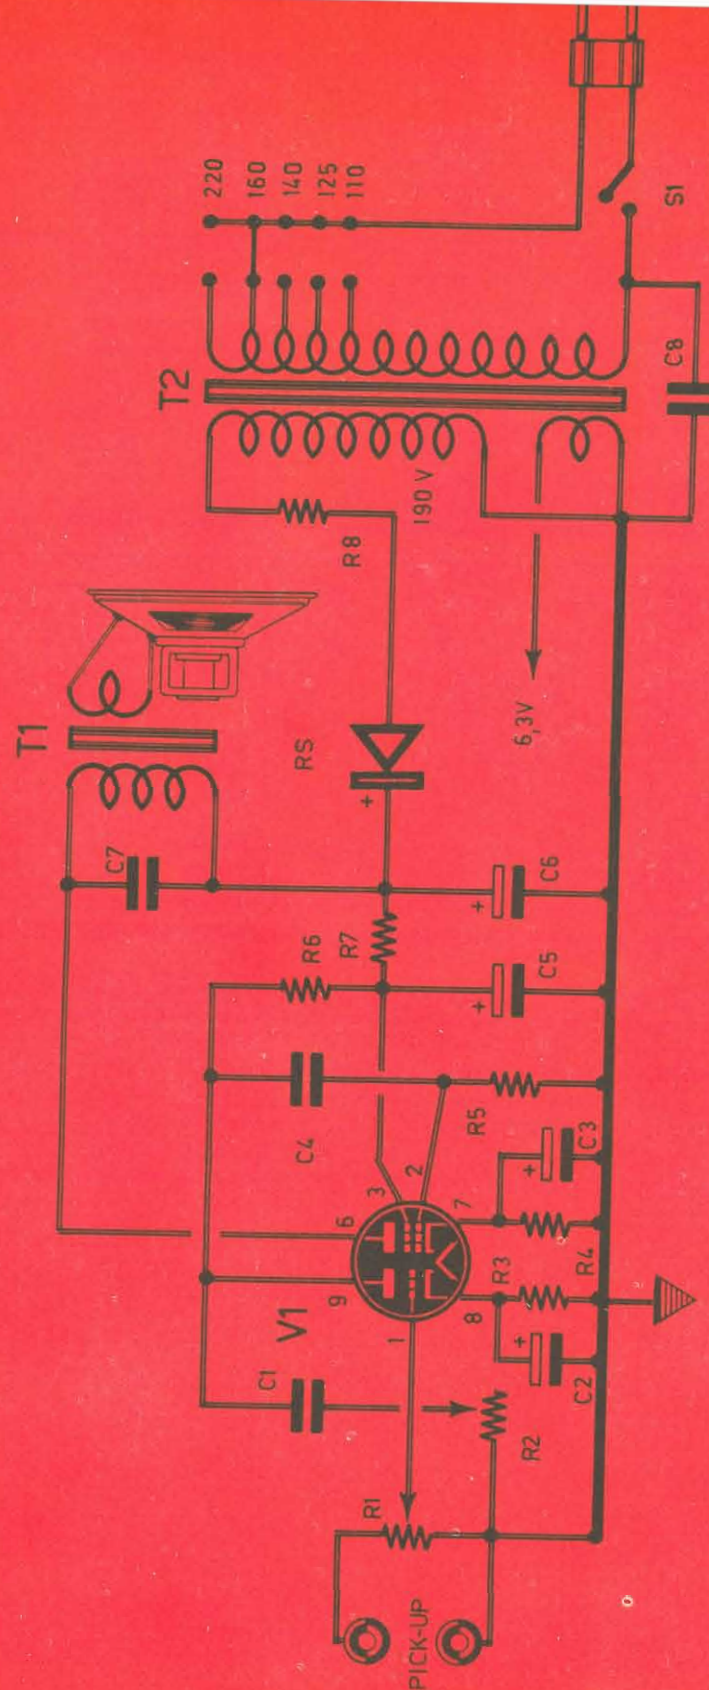 220
160
140
125
110
S1
T2
C8
190 V
R8
6,3V
T1
RS
+
C7
R6
R7
+
C6
+
C5
C4
R5
3
2
6
9
7
8
1
V1
R3
R4
+
C3
+
C2
C1
R2
R1
PICK-UP